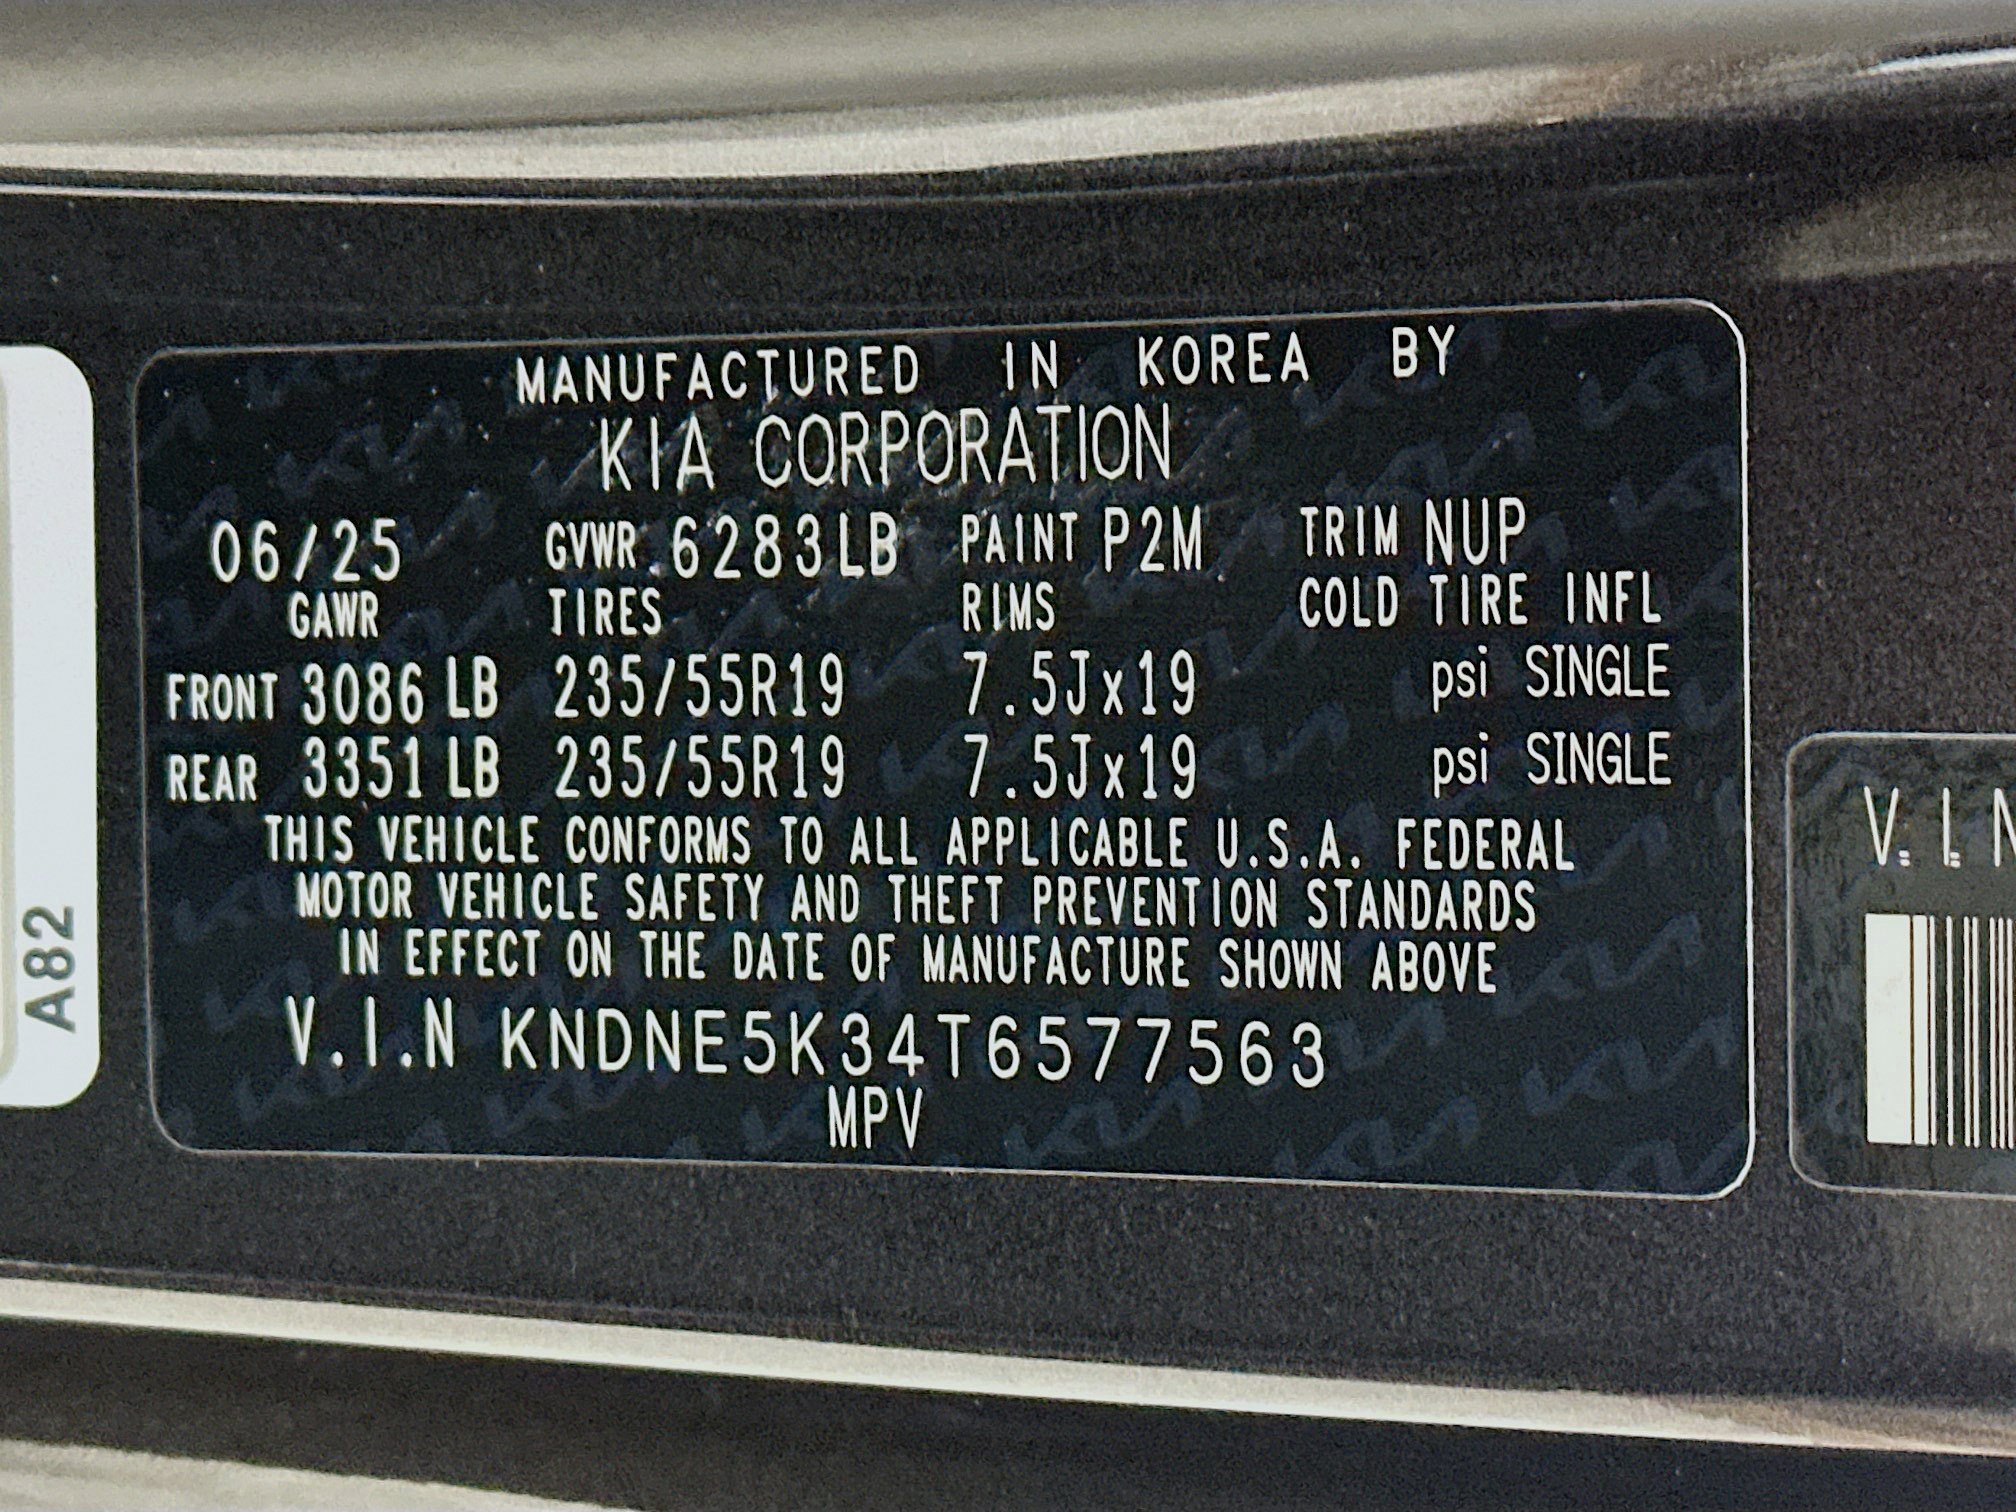 MANUFACTURED IN KOREA BY
KIA CORPORATION
06/25 GVWR 6283LB PAINT P2M TRIM NUP
GAWR TIRES RIMS COLD TIRE INFL
FRONT 3086 LB 235/55R19 7.5Jx19 psi SINGLE
REAR 3351 LB 235/55R19 7.5Jx19 psi SINGLE
THIS VEHICLE CONFORMS TO ALL APPLICABLE U.S.A. FEDERAL
MOTOR VEHICLE SAFETY AND THEFT PREVENTION STANDARDS
IN EFFECT ON THE DATE OF MANUFACTURE SHOWN ABOVE
V.I.N KNDNE5K34T6577563
MPV
A82
V. I. N